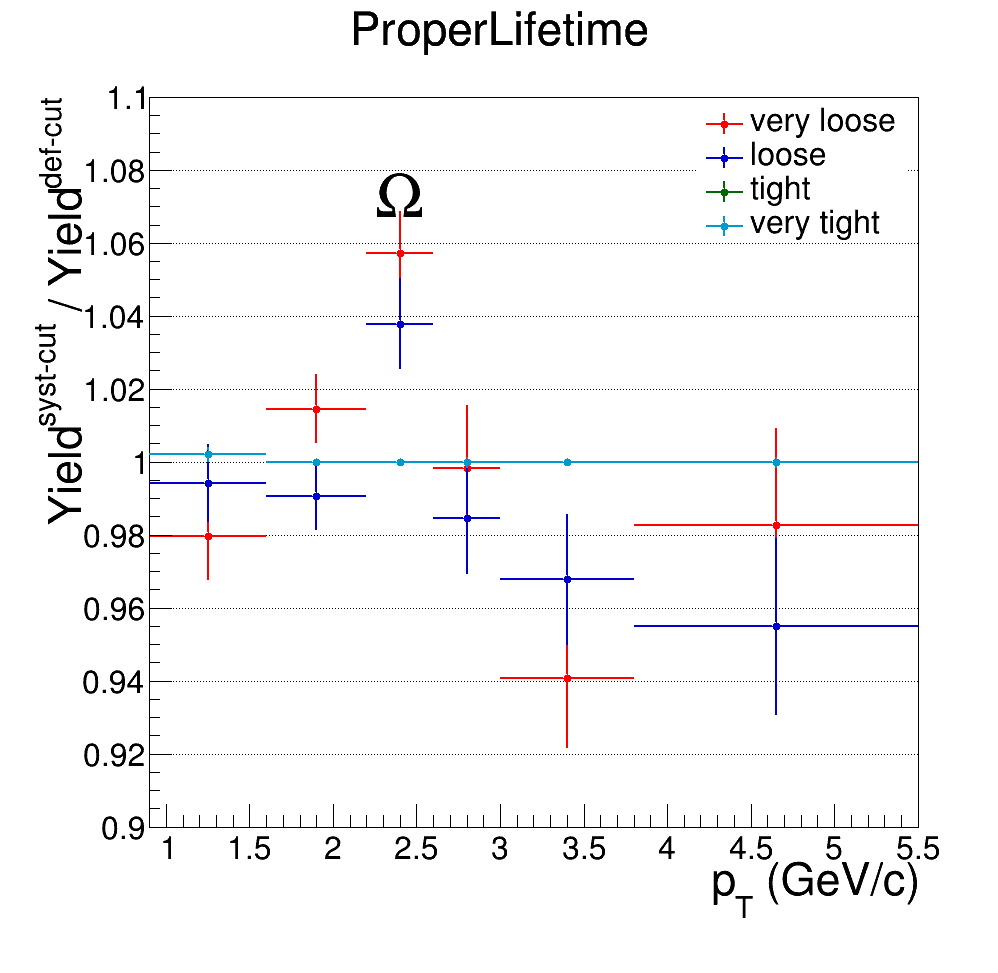 ProperLifetime
Yield^syst-cut / Yield^def-cut
1.1
1.08
1.06
1.04
1.02
1
0.98
0.96
0.94
0.92
0.9
Ω
very loose
loose
tight
very tight
1 1.5 2 2.5 3 3.5 4 4.5 5 5.5
p_T (GeV/c)